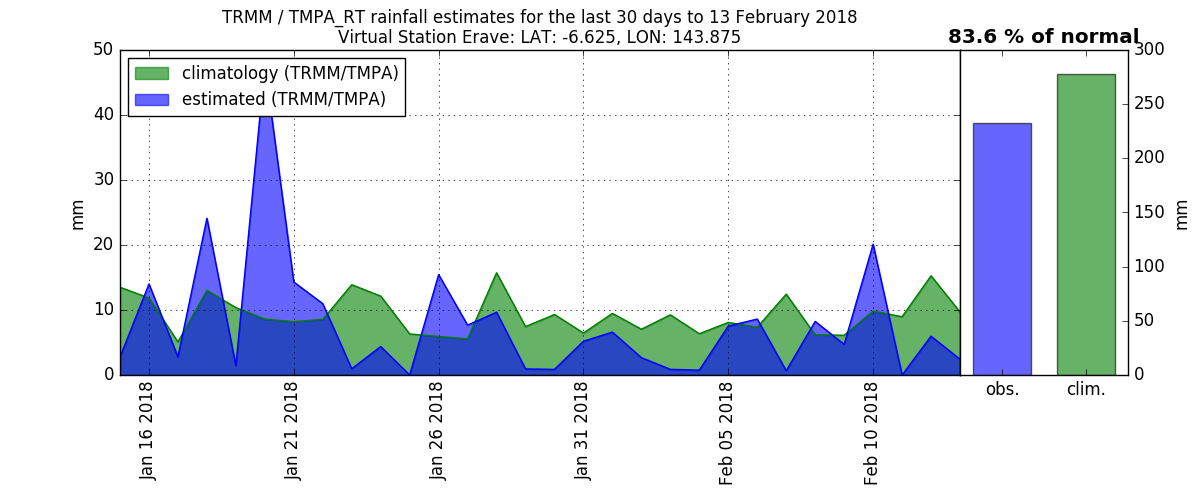 TRMM / TMPA_RT rainfall estimates for the last 30 days to 13 February 2018
Virtual Station Erave: LAT: -6.625, LON: 143.875
83.6 % of normal
climatology (TRMM/TMPA)
estimated (TRMM/TMPA)
50
40
30
20
10
0
mm
Jan 16 2018
Jan 21 2018
Jan 26 2018
Jan 31 2018
Feb 05 2018
Feb 10 2018
300
250
200
150
100
50
0
mm
obs.
clim.